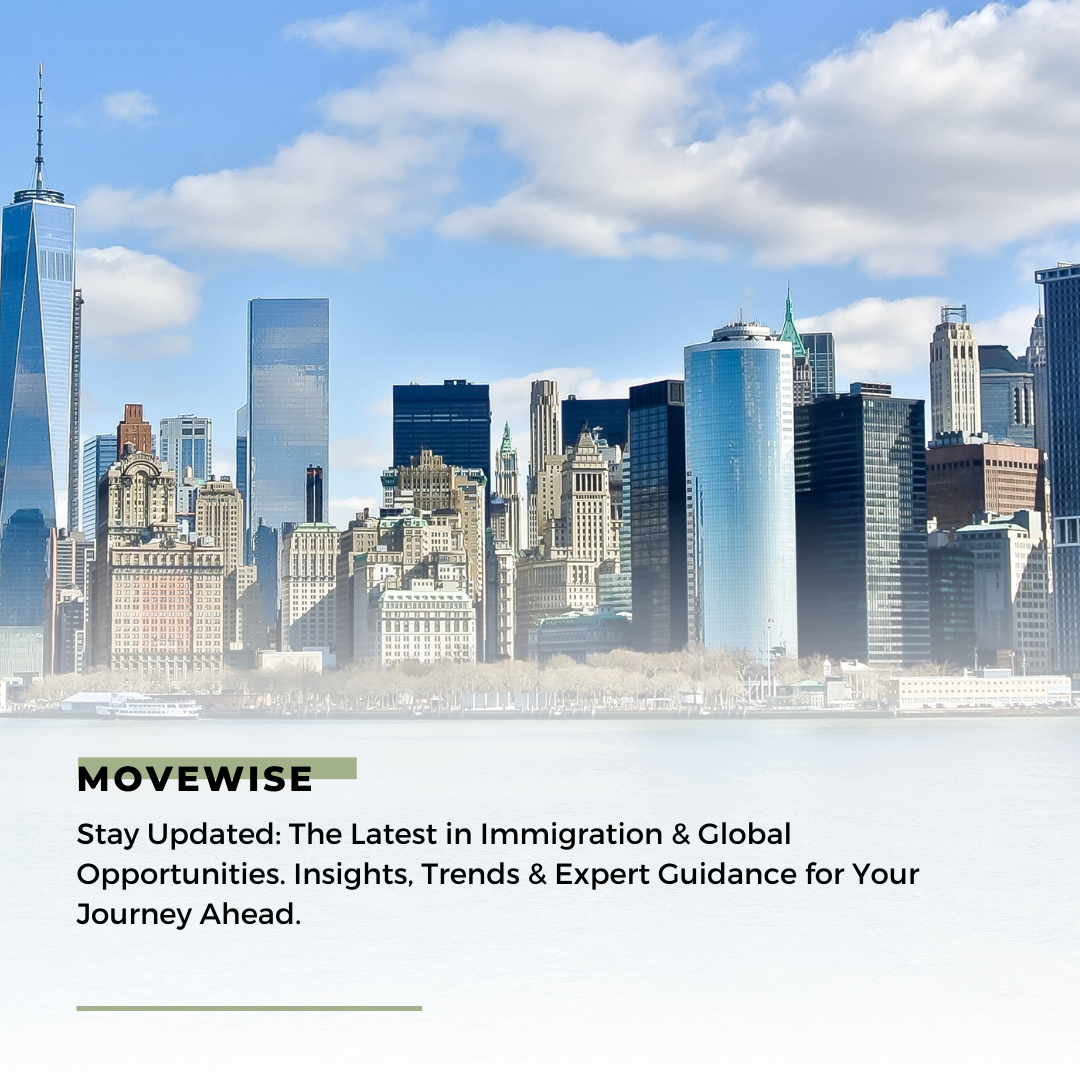 MOVEWISE
Stay Updated: The Latest in Immigration & Global
Opportunities. Insights, Trends & Expert Guidance for Your
Journey Ahead.